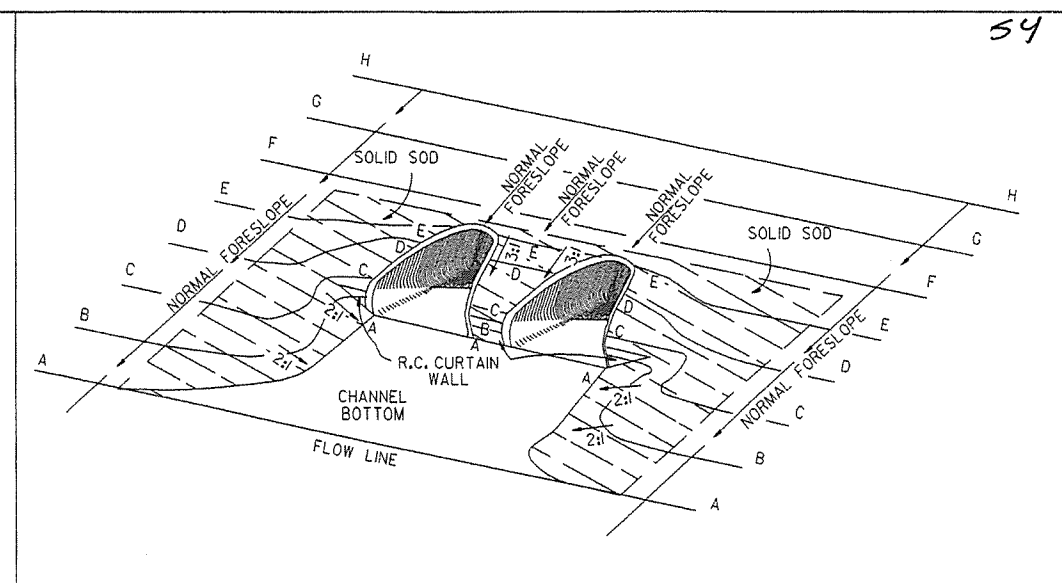 54
H
G
F
SOLID SOD
NORMAL
FORESLOPE
NORMAL
FORESLOPE
NORMAL
FORESLOPE
E
D
C
B
A
NORMAL FORESLOPE
H
G
F
E
D
C
B
A
SOLID SOD
NORMAL FORESLOPE
E
D
C
A
3:1
E
D
C
B
A
3:1
E
D
C
A
2:1
2:1
2:1
2:1
R.C. CURTAIN
WALL
CHANNEL
BOTTOM
FLOW LINE